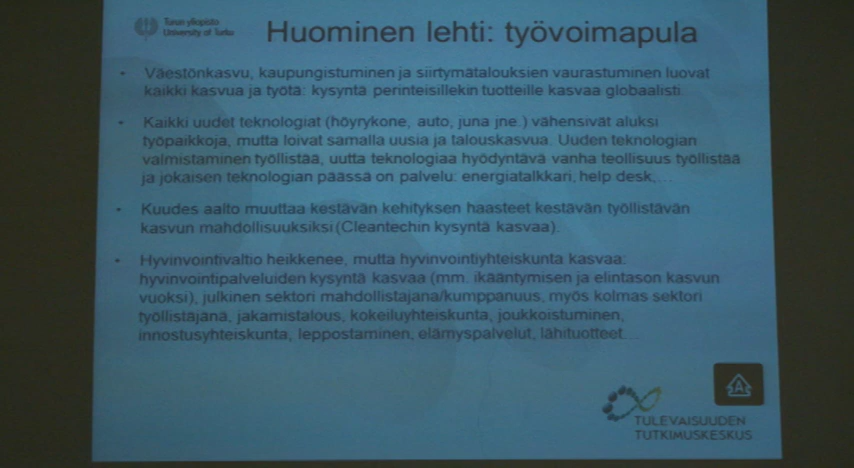 Turun yliopisto
University of Turku
Huominen lehti: työvoimapula
• Väestönkasvu, kaupungistuminen ja siirtymätalouksien vaurastuminen luovat
kaikki kasvua ja työtä: kysyntä perinteisillekin tuotteille kasvaa globaalisti.
• Kaikki uudet teknologiat (höyrykone, auto, juna jne.) vähensivät aluksi
työpaikkoja, mutta loivat samalla uusia ja talouskasvua. Uuden teknologian
valmistaminen työllistää, uutta teknologiaa hyödyntävä vanha teollisuus työllistää
ja jokaisen teknologian päässä on palvelu: energiatalkkari, help desk,...
• Kuudes aalto muuttaa kestävän kehityksen haasteet kestävän työllistävän
kasvun mahdollisuuksiksi (Cleantechin kysyntä kasvaa).
• Hyvinvointivaltio heikkenee, mutta hyvinvointiyhteiskunta kasvaa:
hyvinvointipalveluiden kysyntä kasvaa (mm. ikääntymisen ja elintason kasvun
vuoksi), julkinen sektori mahdollistajana/kumppanuus, myös kolmas sektori
työllistäjänä, jakamistalous, kokeiluyhteiskunta, joukkoistuminen,
innostusyhteiskunta, leppostaminen, elämyspalvelut, lähituotteet...
A
TULEVAISUUDEN
TUTKIMUSKESKUS